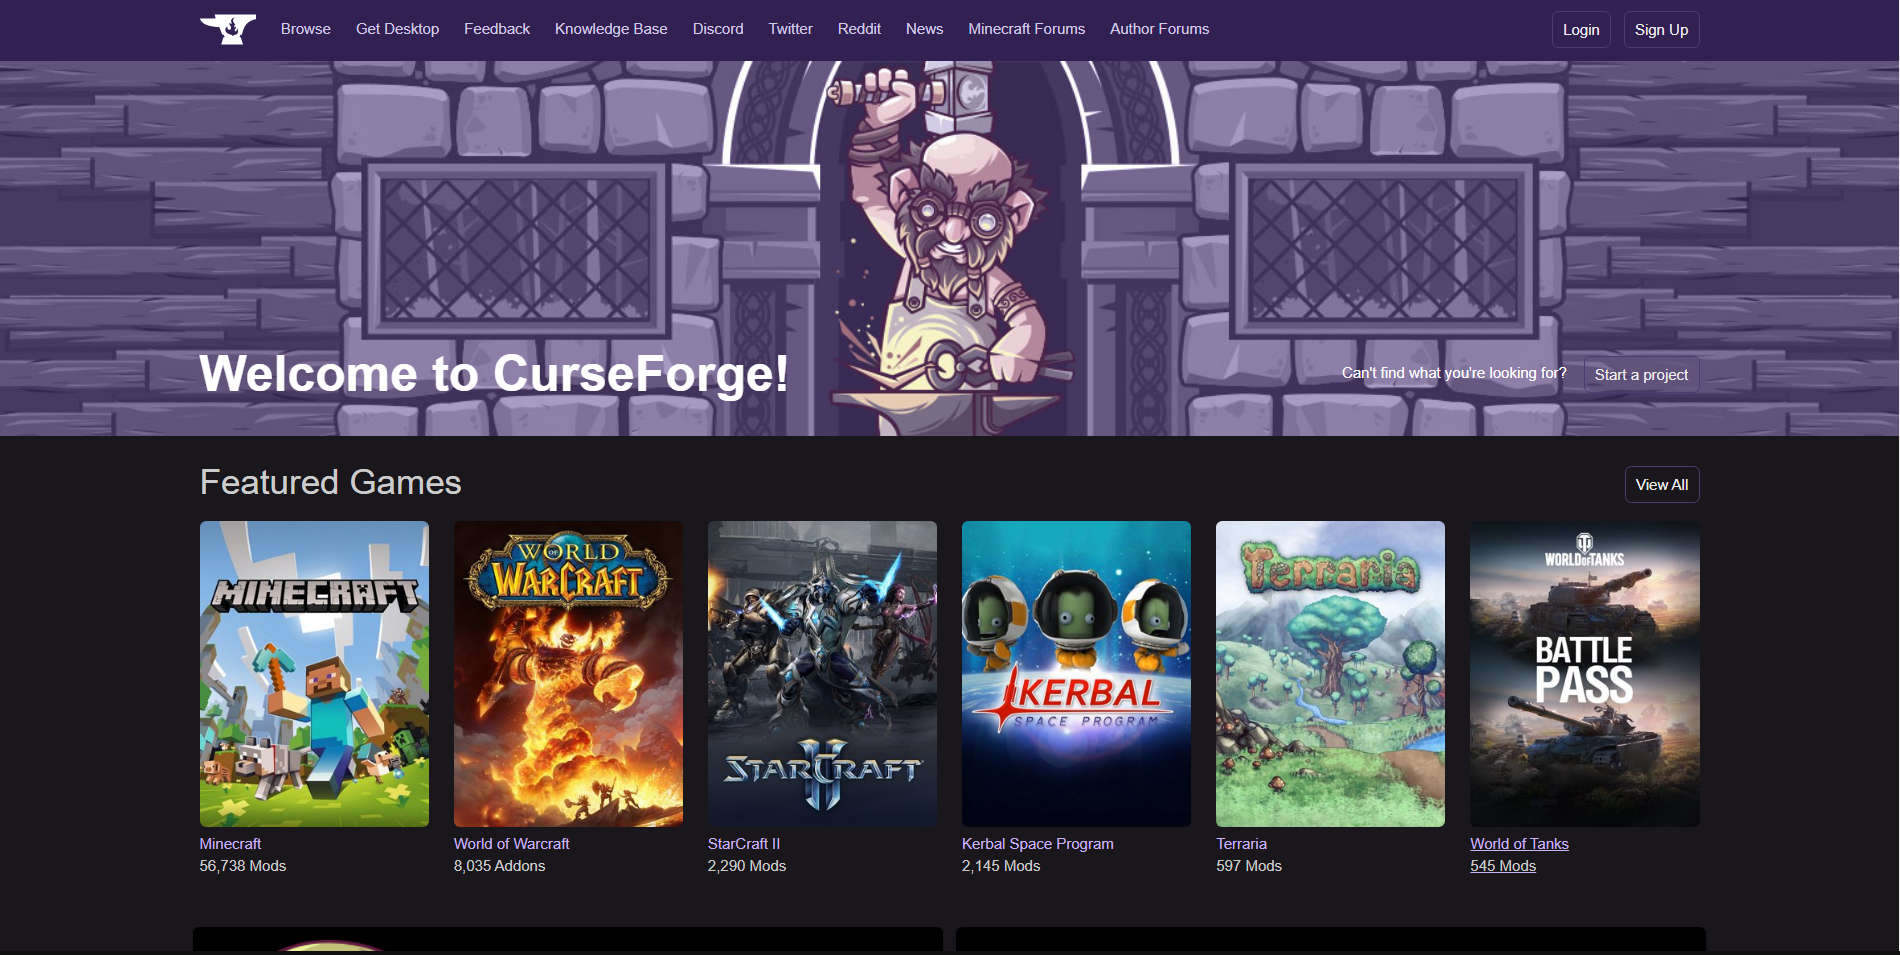 Browse Get Desktop Feedback Knowledge Base Discord Twitter Reddit News Minecraft Forums Author Forums Login Sign Up
Welcome to CurseForge!
Can't find what you're looking for? Start a project
Featured Games
View All
MINECRAFT
WORLD OF WARCRAFT
STARCRAFT II
KERBAL
SPACE PROGRAM
Terraria
WORLD OF TANKS
BATTLE
PASS
Minecraft
56,738 Mods
World of Warcraft
8,035 Addons
StarCraft II
2,290 Mods
Kerbal Space Program
2,145 Mods
Terraria
597 Mods
World of Tanks
545 Mods